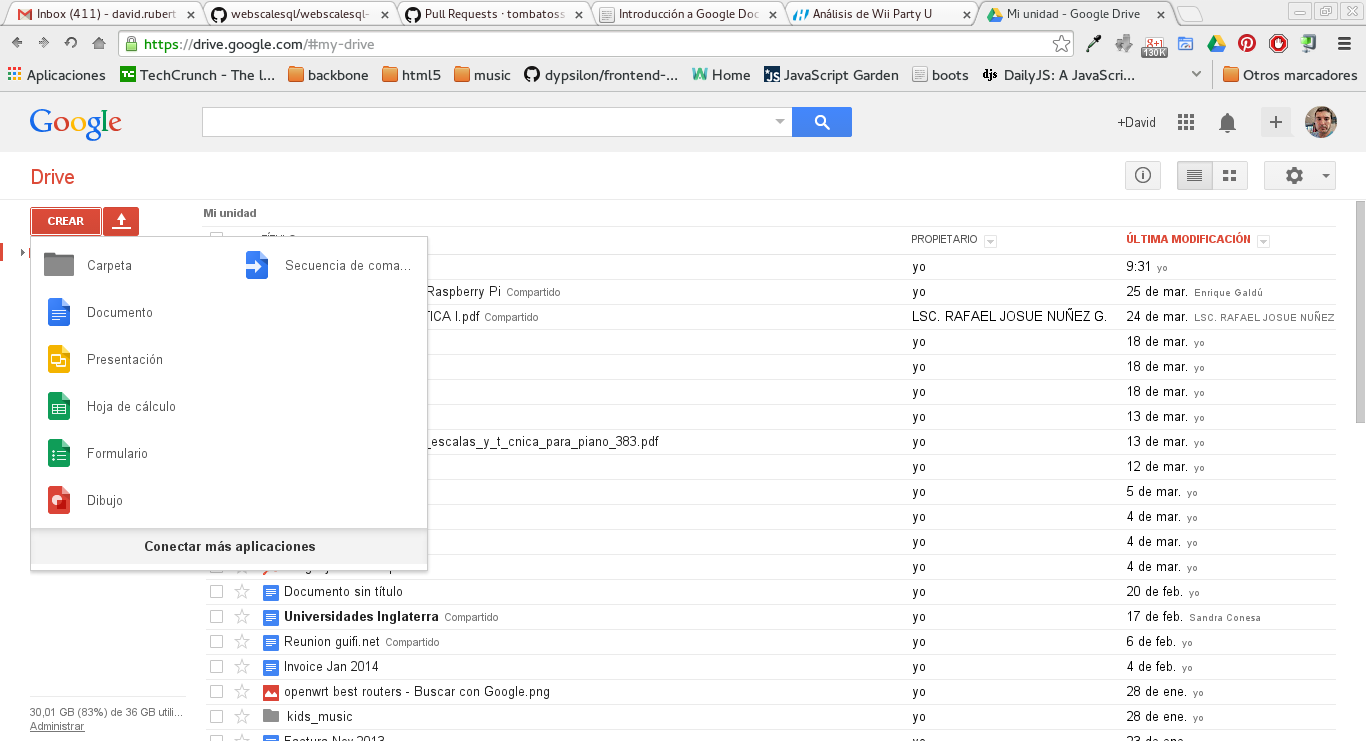 Inbox (411) - david.rubert
webscalesql/webscalesql-
Pull Requests · tombatoss
Introducción a Google Doc
Análisis de Wii Party U
Mi unidad - Google Drive
https://drive.google.com/#my-drive
g+1
130K
Aplicaciones
TechCrunch - The l...
backbone
html5
music
dypsilon/frontend-...
Home
JavaScript Garden
boots
DailyJS: A JavaScri...
Otros marcadores
Google
+David
Drive
CREAR
Mi unidad
PROPIETARIO
ÚLTIMA MODIFICACIÓN
Carpeta
Secuencia de coma...
Documento
Presentación
Hoja de cálculo
Formulario
Dibujo
Conectar más aplicaciones
yo 9:31 yo
Raspberry Pi Compartido yo 25 de mar. Enrique Galdú
TICA I.pdf Compartido LSC. RAFAEL JOSUE NUÑEZ G. 24 de mar. LSC. RAFAEL JOSUE NUÑEZ
yo 18 de mar. yo
yo 18 de mar. yo
yo 18 de mar. yo
yo 13 de mar. yo
_escalas_y_t_cnica_para_piano_383.pdf yo 13 de mar. yo
yo 12 de mar. yo
yo 5 de mar. yo
yo 4 de mar. yo
yo 4 de mar. yo
yo 4 de mar. yo
Documento sin título yo 20 de feb. yo
Universidades Inglaterra Compartido yo 17 de feb. Sandra Conesa
Reunion guifi.net Compartido yo 6 de feb. yo
Invoice Jan 2014 yo 4 de feb. yo
openwrt best routers - Buscar con Google.png yo 28 de ene. yo
kids_music yo 28 de ene. yo
Factura Nov 2013 yo 23 de ene.
30,01 GB (83%) de 36 GB utili...
Administrar